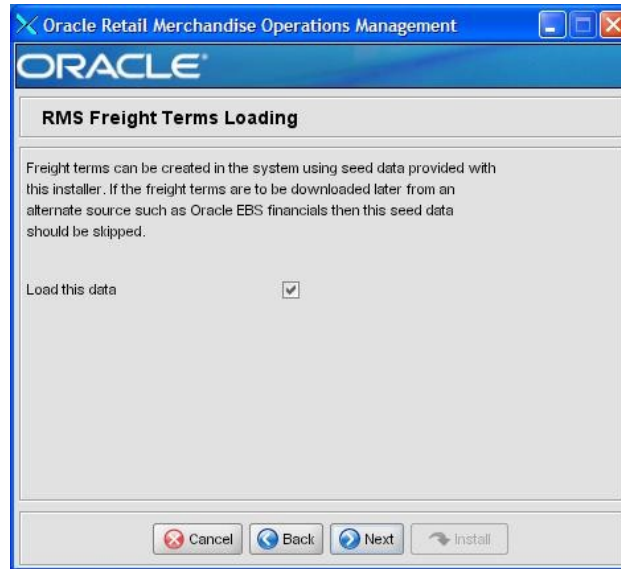 Oracle Retail Merchandise Operations Management
ORACLE®
RMS Freight Terms Loading
Freight terms can be created in the system using seed data provided with
this installer. If the freight terms are to be downloaded later from an
alternate source such as Oracle EBS financials then this seed data
should be skipped.
Load this data
Cancel Back Next Install